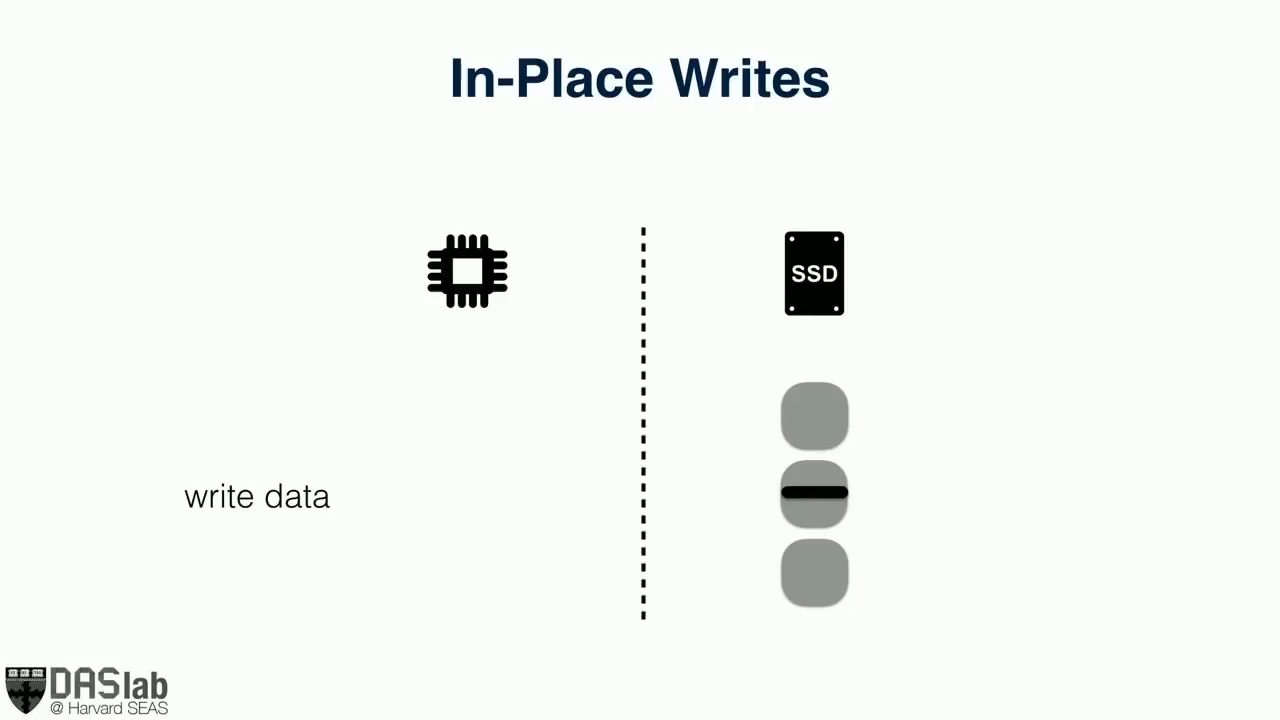 In-Place Writes
SSD
write data
DASlab
@ Harvard SEAS